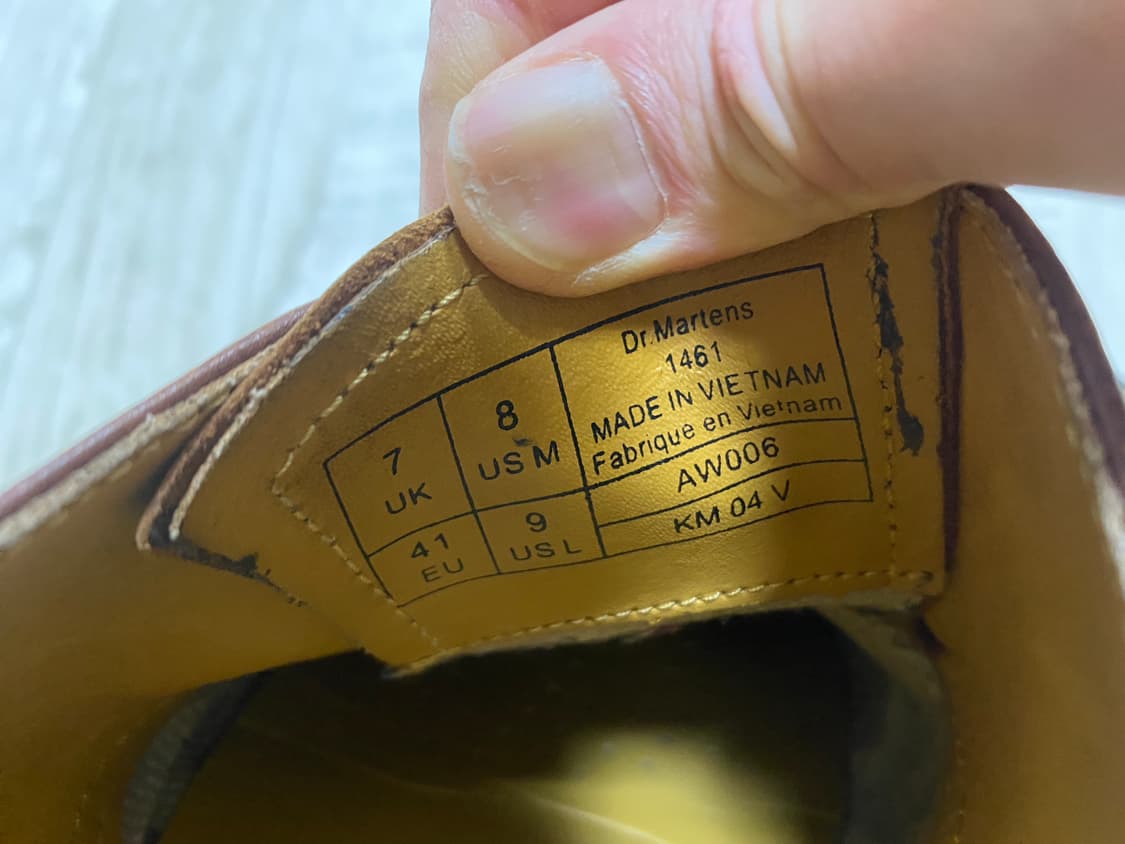 7
UK
8
US M
41
EU
9
US L
Dr.Martens
1461
MADE IN VIETNAM
Fabrique en Vietnam
AW006
KM 04 V